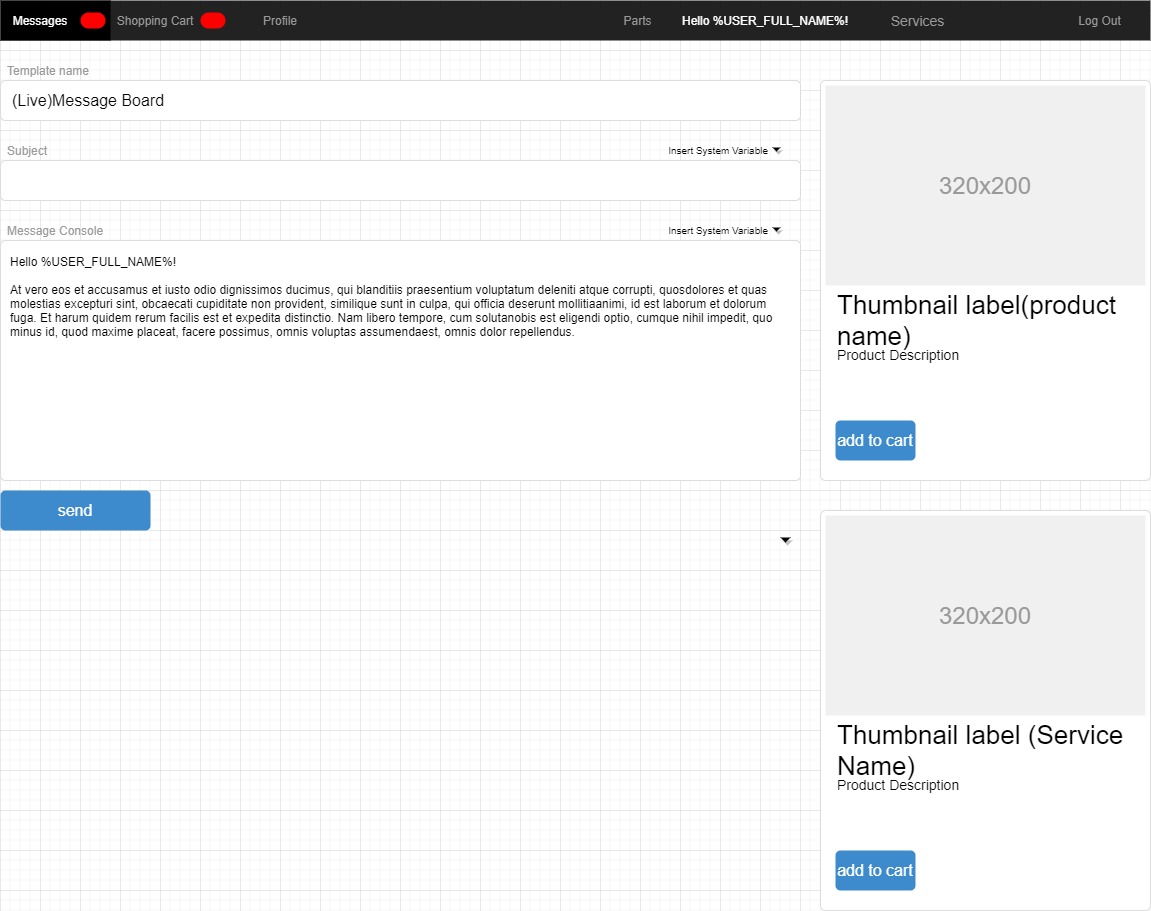 Messages Shopping Cart Profile Parts Hello %USER_FULL_NAME%! Services Log Out
Template name
(Live)Message Board
Subject Insert System Variable
Message Console Insert System Variable
Hello %USER_FULL_NAME%!
At vero eos et accusamus et iusto odio dignissimos ducimus, qui blanditiis praesentium voluptatum deleniti atque corrupti, quosdolores et quas
molestias excepturi sint, obcaecati cupiditate non provident, similique sunt in culpa, qui officia deserunt mollitiaanimi, id est laborum et dolorum
fuga. Et harum quidem rerum facilis est et expedita distinctio. Nam libero tempore, cum solutanobis est eligendi optio, cumque nihil impedit, quo
minus id, quod maxime placeat, facere possimus, omnis voluptas assumendaest, omnis dolor repellendus.
send
320x200
Thumbnail label(product
name)
Product Description
add to cart
320x200
Thumbnail label (Service
Name)
Product Description
add to cart